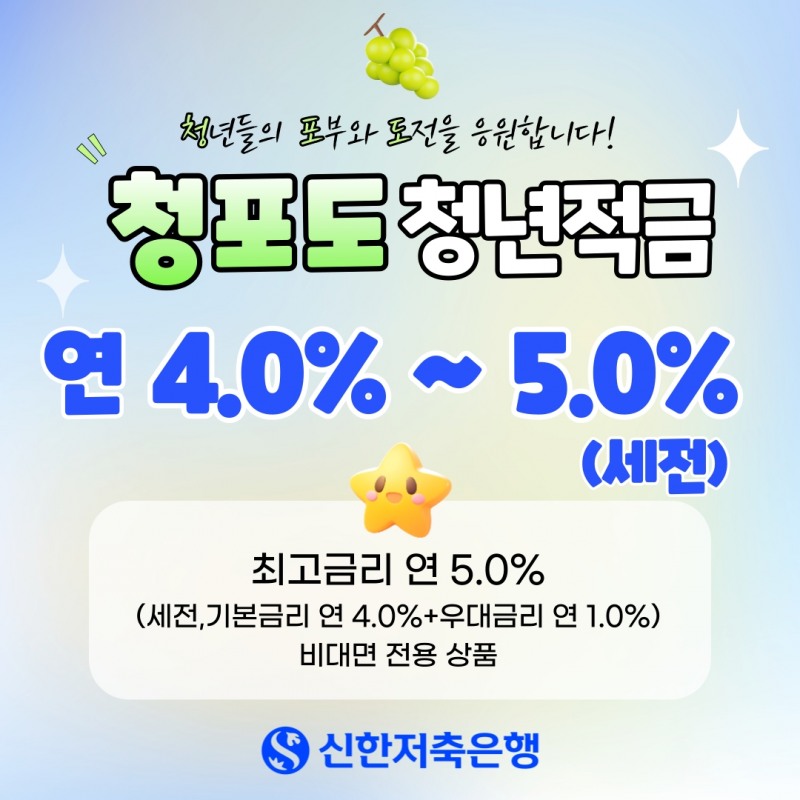 청년들의 포부와 도전을 응원합니다!
청포도 청년적금
연 4.0% ~ 5.0%
(세전)
최고금리 연 5.0%
(세전,기본금리 연 4.0%+우대금리 연 1.0%)
비대면 전용 상품
신한저축은행